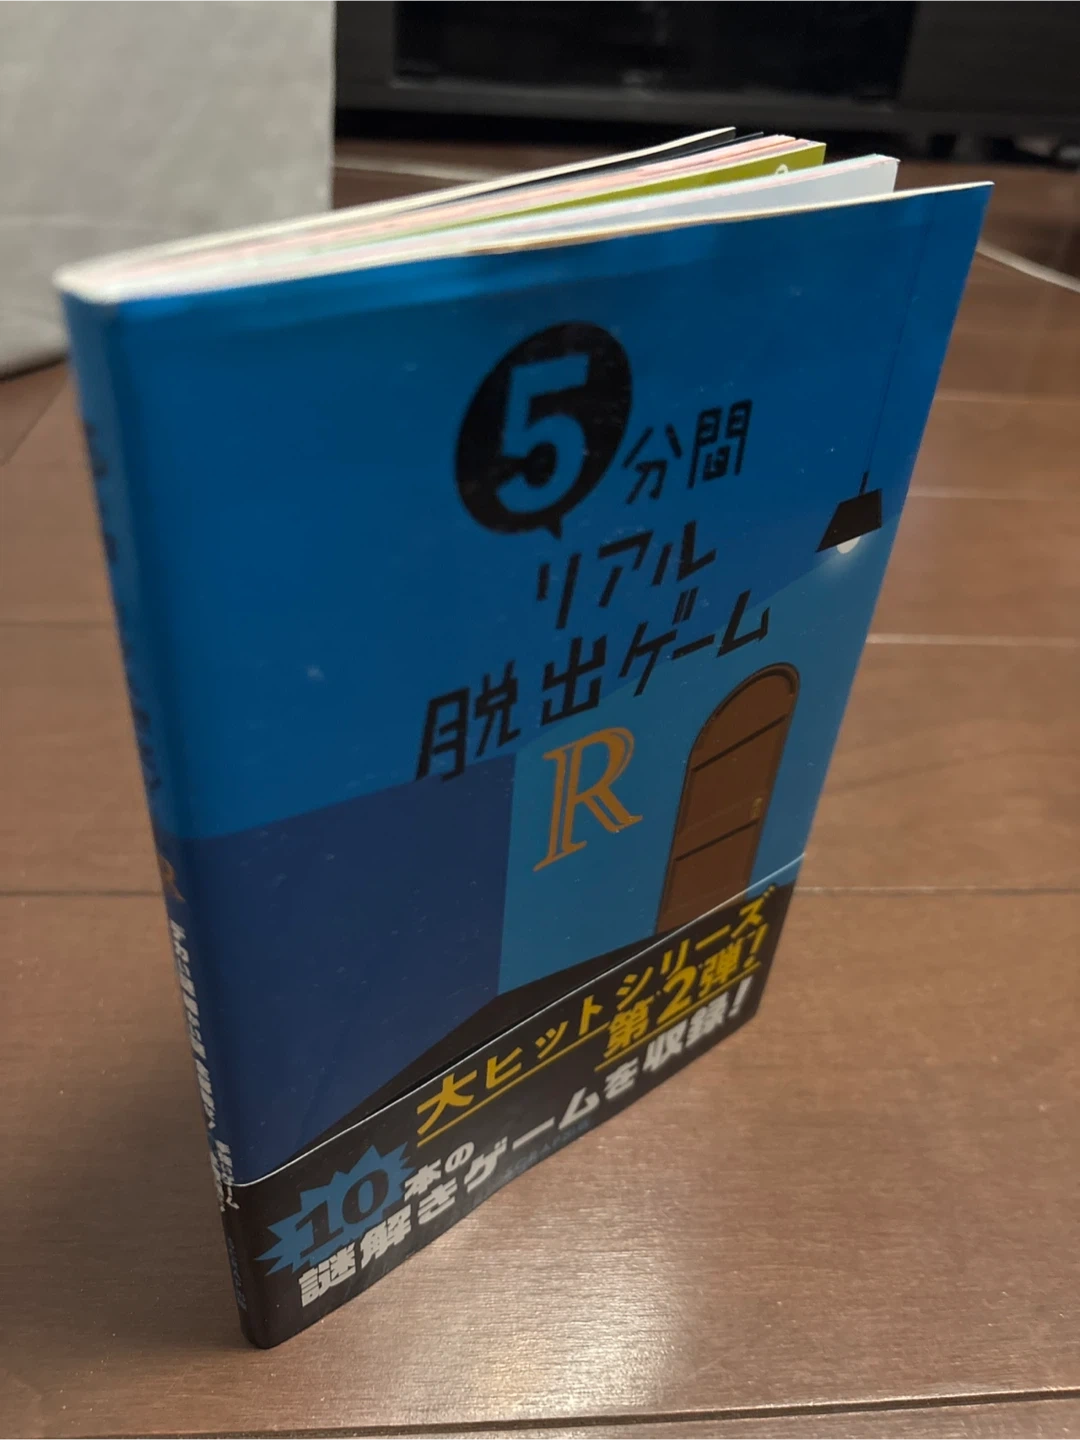 5分間
リアル
脱出ゲーム
R
大ヒットシリーズ
第2弾!
10本の
謎解きゲームを収録!
R